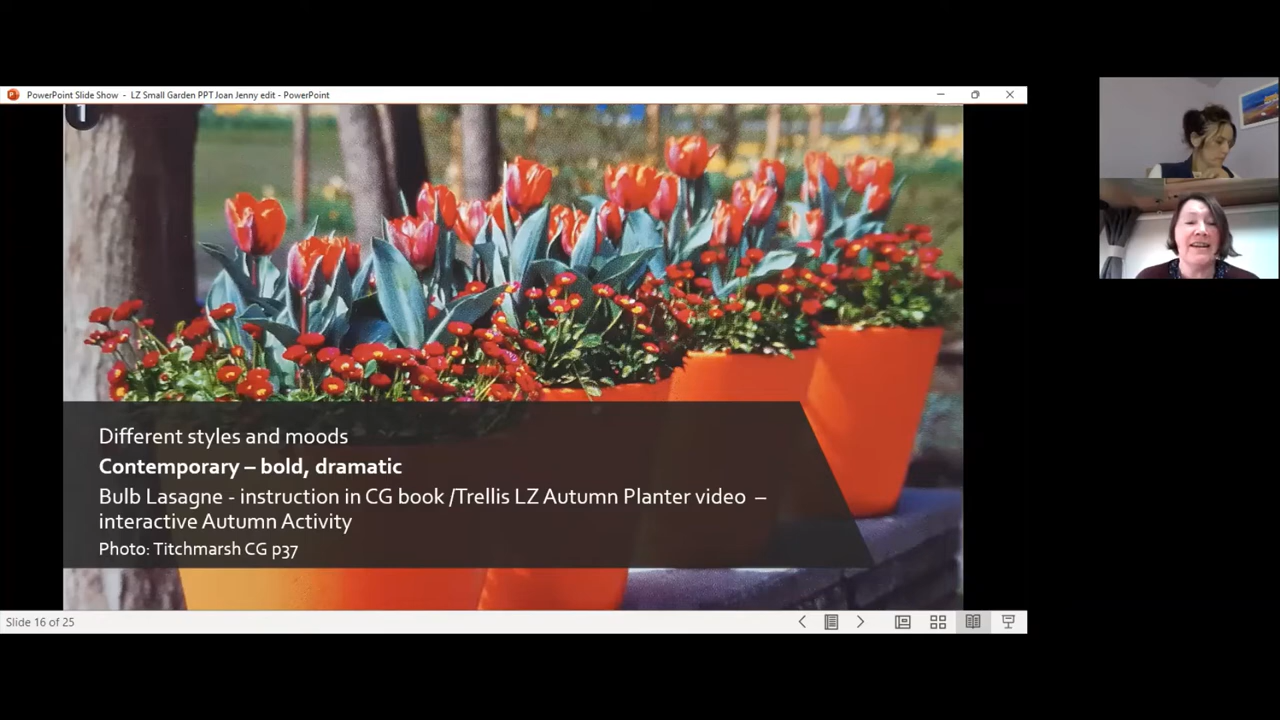 PowerPoint Slide Show - LZ Small Garden PPT Joan Jenny edit - PowerPoint
1
Different styles and moods
Contemporary – bold, dramatic
Bulb Lasagne - instruction in CG book /Trellis LZ Autumn Planter video –
interactive Autumn Activity
Photo: Titchmarsh CG p37
Slide 16 of 25